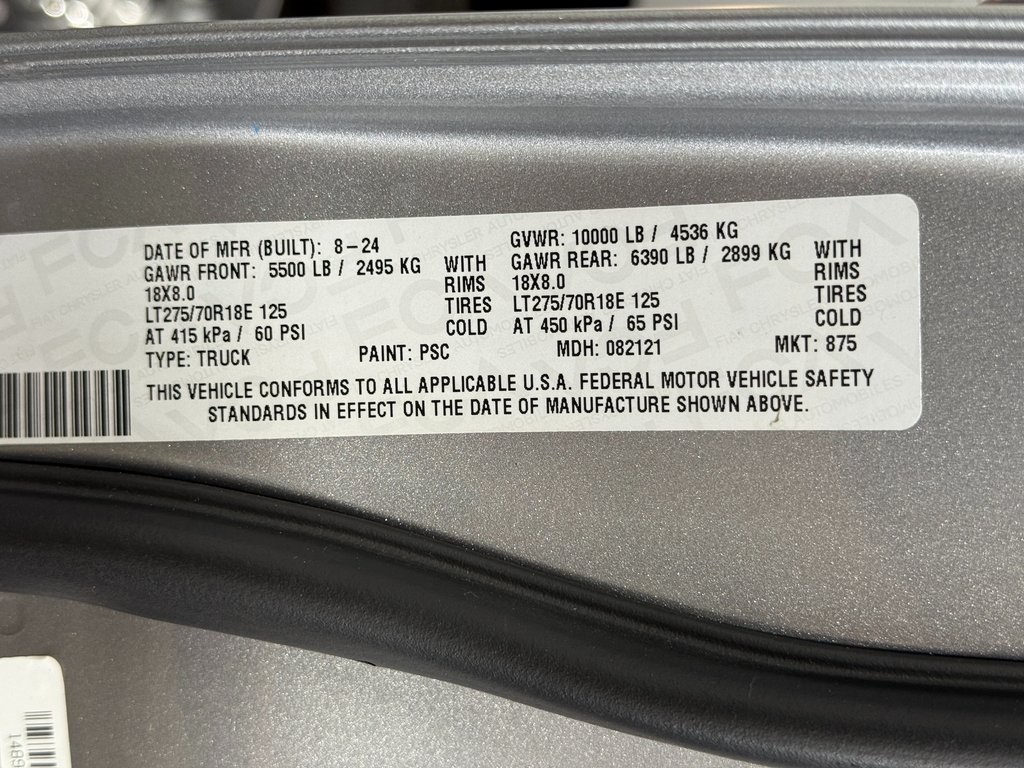 DATE OF MFR (BUILT): 8-24 GVWR: 10000 LB / 4536 KG
GAWR FRONT: 5500 LB / 2495 KG WITH GAWR REAR: 6390 LB / 2899 KG WITH
18X8.0 RIMS 18X8.0 RIMS
LT275/70R18E 125 TIRES LT275/70R18E 125 TIRES
AT 415 kPa / 60 PSI COLD AT 450 kPa / 65 PSI COLD
TYPE: TRUCK PAINT: PSC MDH: 082121 MKT: 875
THIS VEHICLE CONFORMS TO ALL APPLICABLE U.S.A. FEDERAL MOTOR VEHICLE SAFETY
STANDARDS IN EFFECT ON THE DATE OF MANUFACTURE SHOWN ABOVE.